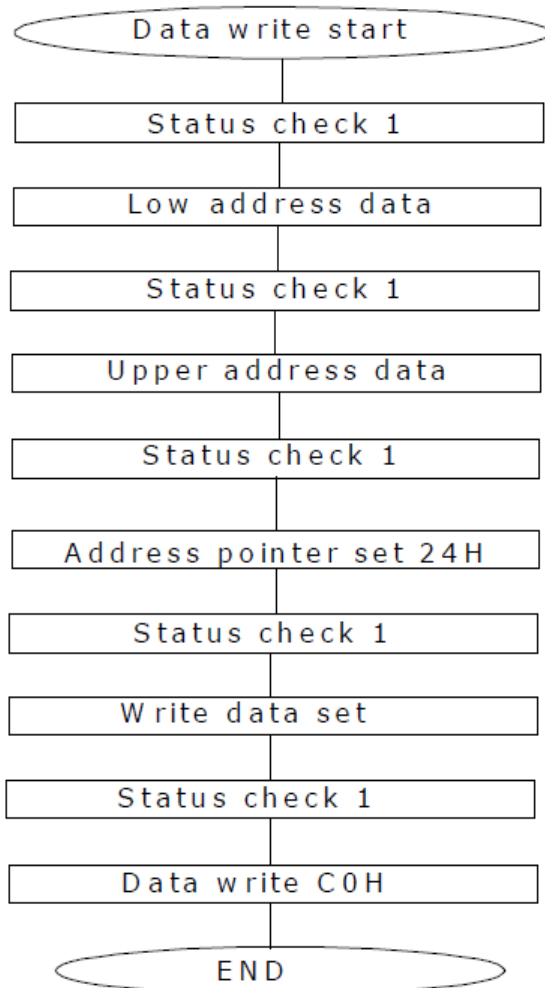 Data write start
Status check 1
Low address data
Status check 1
Upper address data
Status check 1
Address pointer set 24H
Status check 1
Write data set
Status check 1
Data write C0H
END